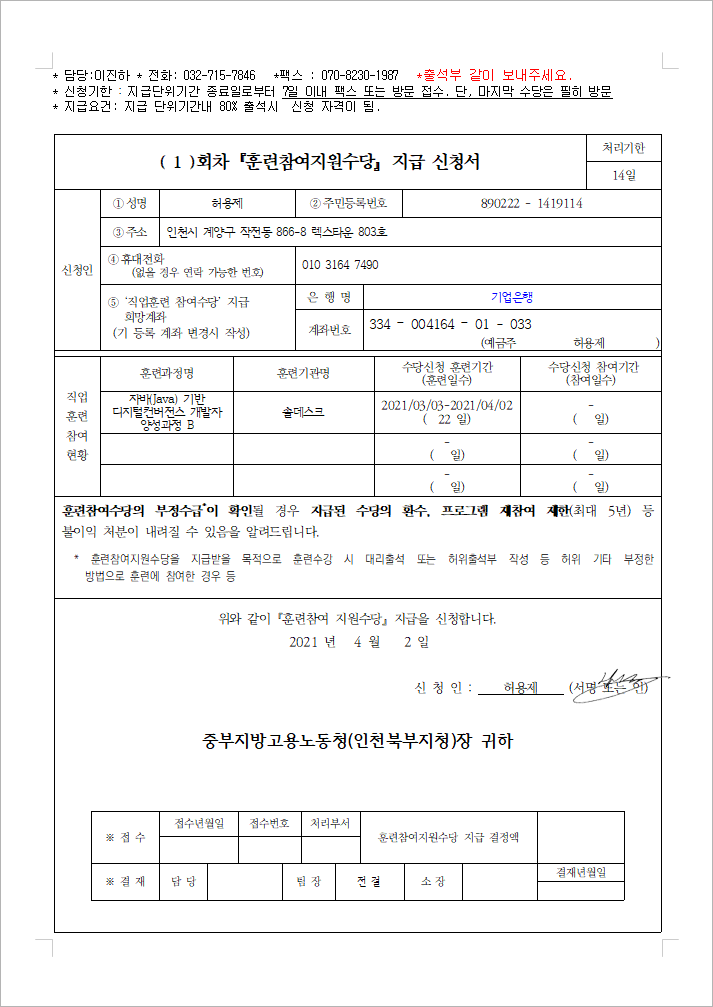 * 담당:이진하 * 전화: 032-715-7846 *팩스 : 070-8230-1987 *출석부 같이 보내주세요.
* 신청기한 : 지급단위기간 종료일로부터 7일 이내 팩스 또는 방문 접수. 단, 마지막 수당은 필히 방문
* 지급요건: 지급 단위기간내 80% 출석시 신청 자격이 됨.
( 1 )회차『훈련참여지원수당』지급 신청서
처리기한
14일
신청인
① 성명
허용제
② 주민등록번호
890222 - 1419114
③ 주소
인천시 계양구 작전동 866-8 렉스타운 803호
④ 휴대전화
(없을 경우 연락 가능한 번호)
010 3164 7490
⑤ '직업훈련 참여수당' 지급
희망계좌
(기 등록 계좌 변경시 작성)
은 행 명
기업은행
계좌번호
334 - 004164 - 01 - 033
(예금주 허용제 )
직업
훈련
참여
현황
훈련과정명
훈련기관명
수당신청 훈련기간
(훈련일수)
수당신청 참여기간
(참여일수)
자바(Java) 기반
디지털컨버전스 개발자
양성과정 B
솔데스크
2021/03/03-2021/04/02
( 22 일)
-
( 일)
-
( 일)
-
( 일)
-
( 일)
-
( 일)
훈련참여수당의 부정수급*이 확인될 경우 지급된 수당의 환수, 프로그램 재참여 제한(최대 5년) 등
불이익 처분이 내려질 수 있음을 알려드립니다.
* 훈련참여지원수당을 지급받을 목적으로 훈련수강 시 대리출석 또는 허위출석부 작성 등 허위 기타 부정한
방법으로 훈련에 참여한 경우 등
위와 같이『훈련참여 지원수당』지급을 신청합니다.
2021 년 4 월 2 일
신 청 인 : 허용제 (서명 또는 인)
중부지방고용노동청(인천북부지청)장 귀하
※ 접 수
접수년월일
접수번호
처리부서
훈련참여지원수당 지급 결정액
※ 결 재
담 당
팀 장
전 결
소 장
결재년월일